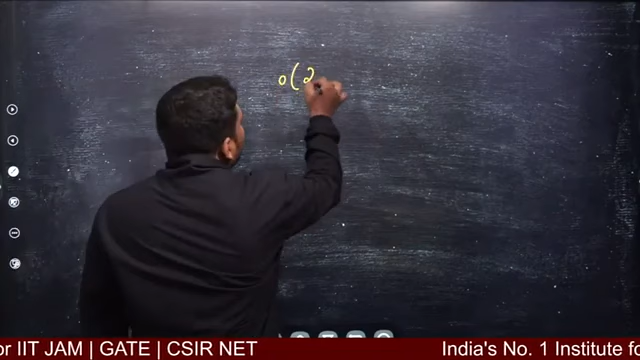 o(2
or IIT JAM | GATE | CSIR NET India's No. 1 Institute fo